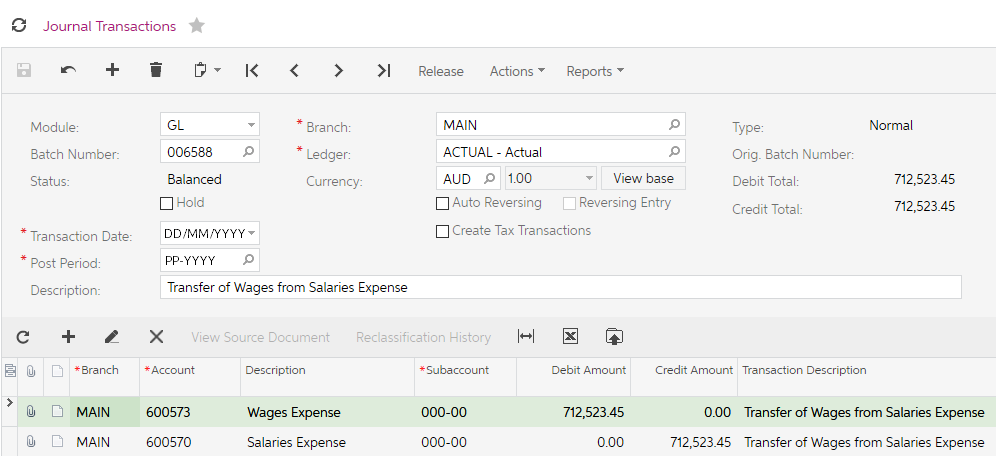 Journal Transactions
Release Actions Reports
Module: GL * Branch: MAIN Type: Normal
Batch Number: 006588 * Ledger: ACTUAL - Actual Orig. Batch Number:
Status: Balanced Currency: AUD 1.00 View base Debit Total: 712,523.45
Hold Auto Reversing Reversing Entry Credit Total: 712,523.45
* Transaction Date: DD/MM/YYYY Create Tax Transactions
* Post Period: PP-YYYY
Description: Transfer of Wages from Salaries Expense
View Source Document Reclassification History
*Branch *Account Description *Subaccount Debit Amount Credit Amount Transaction Description
MAIN 600573 Wages Expense 000-00 712,523.45 0.00 Transfer of Wages from Salaries Expense
MAIN 600570 Salaries Expense 000-00 0.00 712,523.45 Transfer of Wages from Salaries Expense